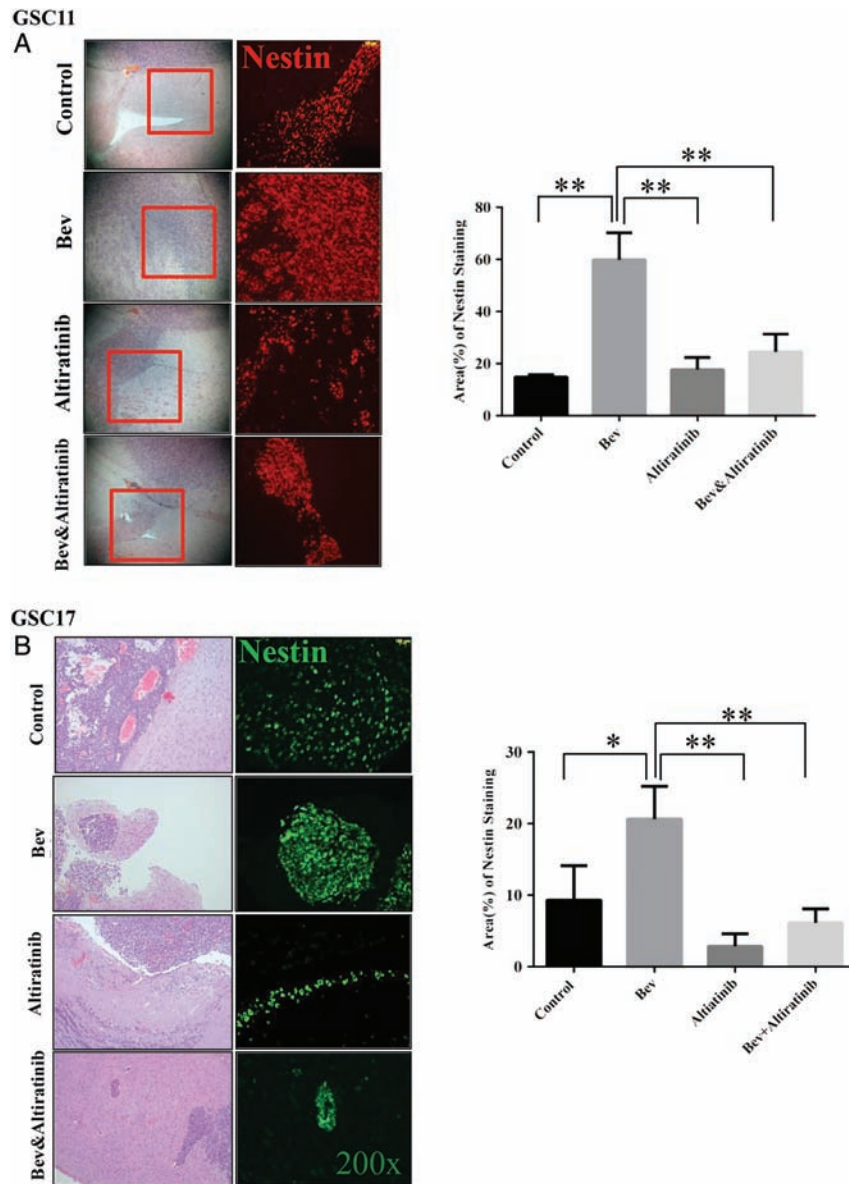 GSC11
A
Control
Bev
Altiratinib
Bev&Altiratinib
Nestin
**
** **
80
60
40
20
0
Area(%) of Nestin Staining
Control
Bev
Altiratinib
Bev&Altiratinib
GSC17
B
Control
Bev
Altiratinib
Bev&Altiratinib
Nestin
200x
**
* **
30
20
10
0
Area(%) of Nestin Staining
Control
Bev
Altiatinib
Bev+Altiratinib